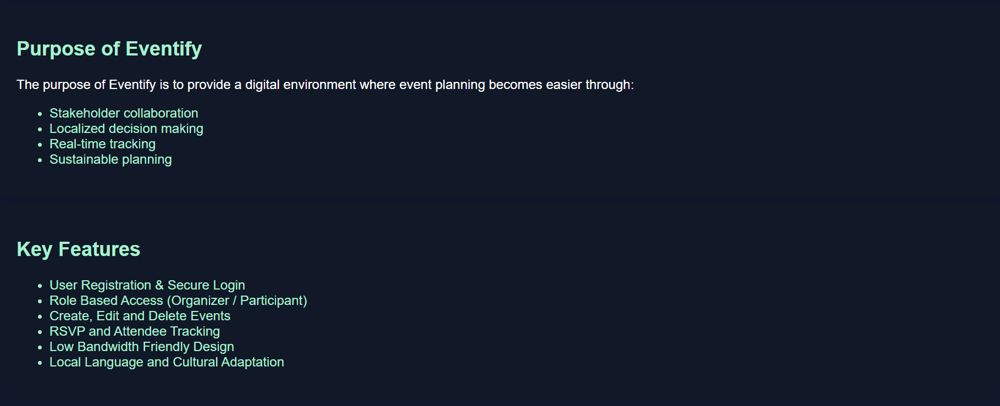 Purpose of Eventify
The purpose of Eventify is to provide a digital environment where event planning becomes easier through:
• Stakeholder collaboration
• Localized decision making
• Real-time tracking
• Sustainable planning
Key Features
• User Registration & Secure Login
• Role Based Access (Organizer / Participant)
• Create, Edit and Delete Events
• RSVP and Attendee Tracking
• Low Bandwidth Friendly Design
• Local Language and Cultural Adaptation